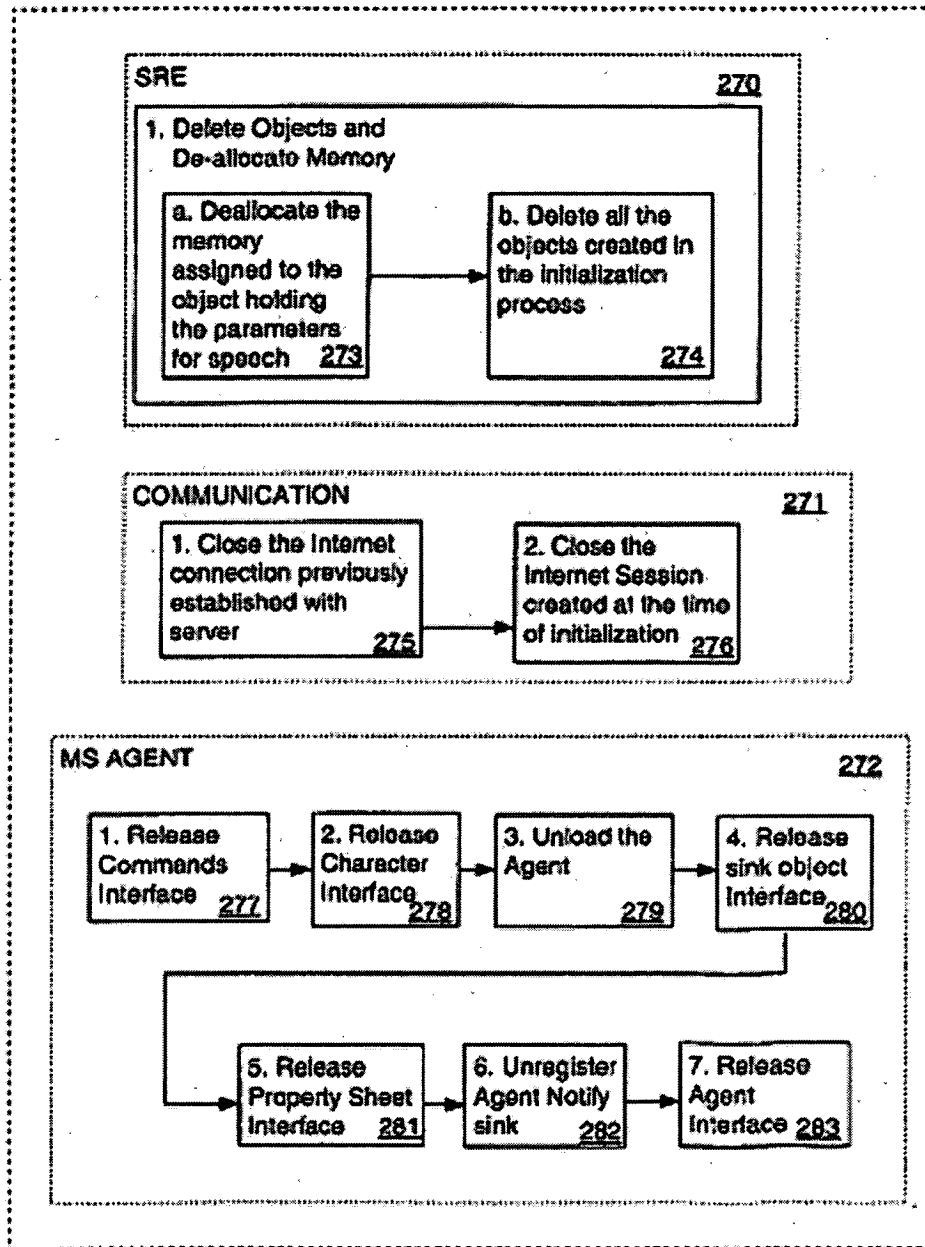 SRE 270
1. Delete Objects and
De-allocate Memory
a. Deallocate the
memory
assigned to the
object holding
the parameters
for speech 273
b. Delete all the
objects created in
the initialization
process
274
COMMUNICATION 271
1. Close the Internet
connection previously
established with
server 275
2. Close the
Internet Session
created at the time
of initialization 276
MS AGENT 272
1. Release
Commands
Interface 277
2. Release
Character
Interface 278
3. Unload the
Agent
279
4. Release
sink object
Interface 280
5. Release
Property Sheet
Interface 281
6. Unregister
Agent Notify
sink 282
7. Release
Agent
Interface 283